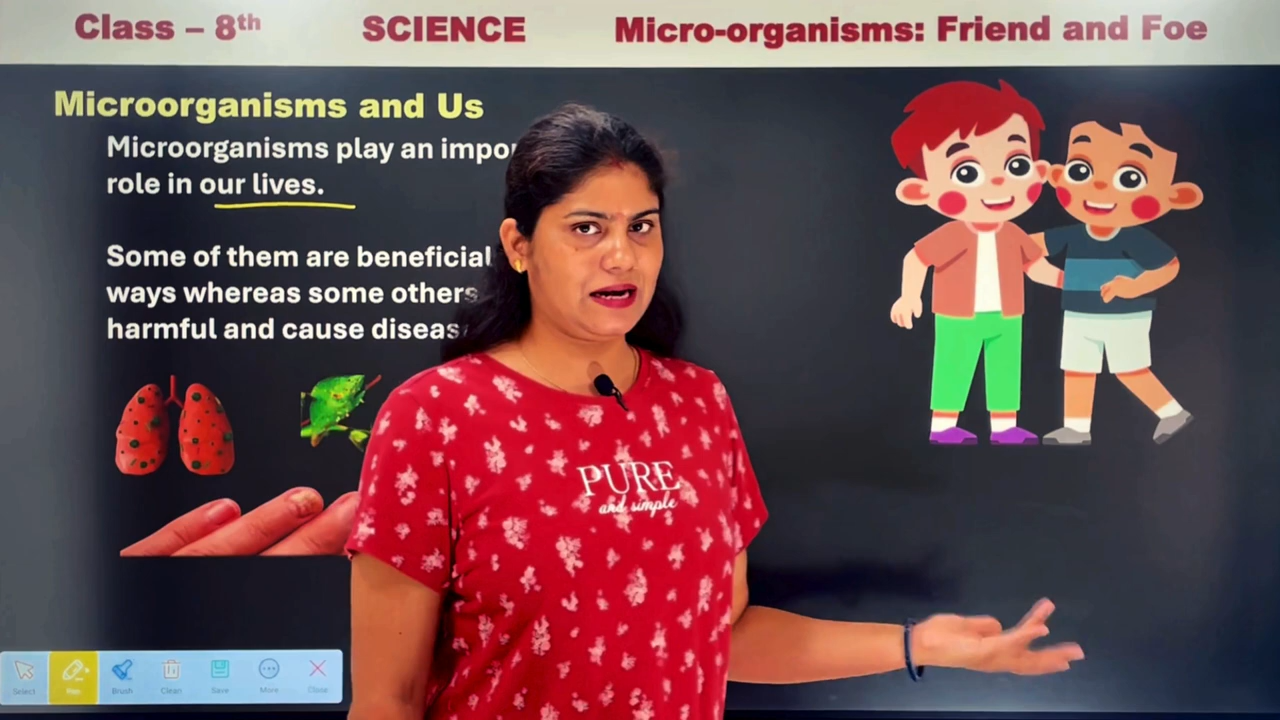 Class – 8th SCIENCE Micro-organisms: Friend and Foe
Microorganisms and Us
Microorganisms play an impor
role in our lives.
Some of them are beneficial
ways whereas some others
harmful and cause diseas
PURE
and simple
Select Pen Brush Clean Save More Close